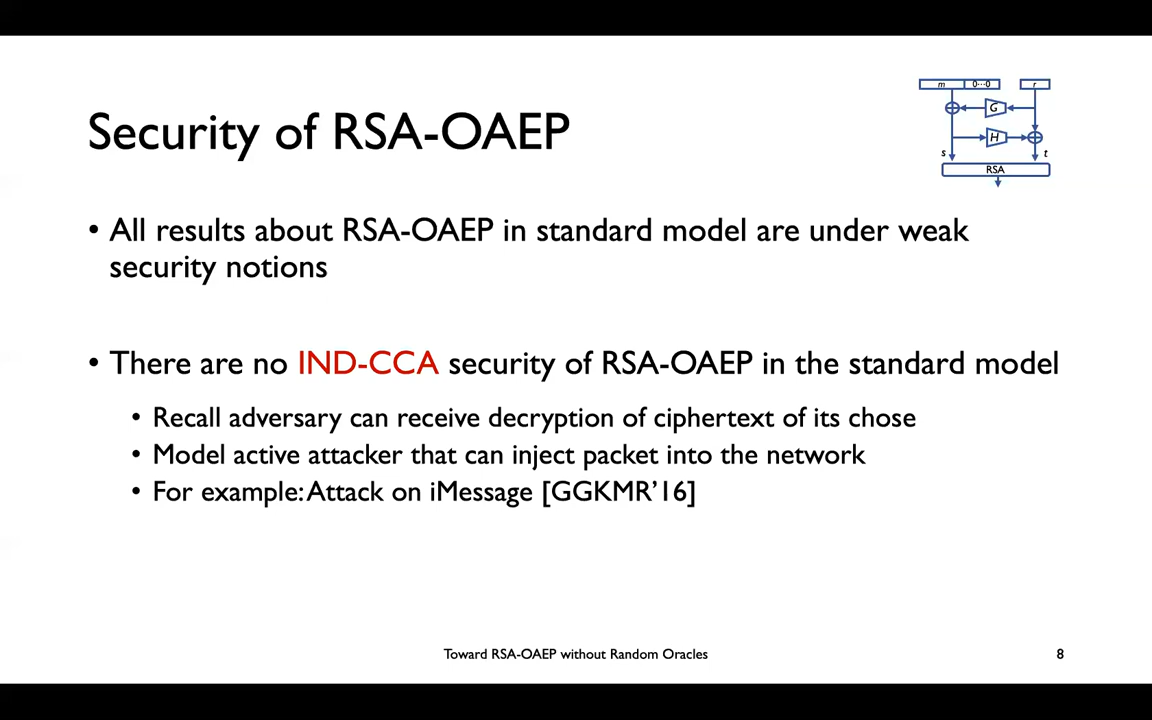 m 0⋯0 r
G
Security of RSA-OAEP
H
s t
RSA
• All results about RSA-OAEP in standard model are under weak
security notions
• There are no IND-CCA security of RSA-OAEP in the standard model
• Recall adversary can receive decryption of ciphertext of its chose
• Model active attacker that can inject packet into the network
• For example: Attack on iMessage [GGKMR'16]
Toward RSA-OAEP without Random Oracles 8